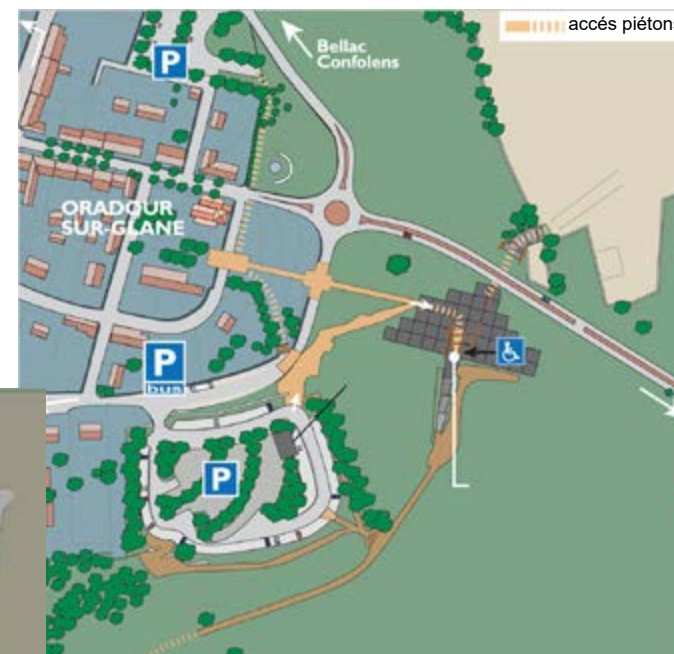 accés piétons
P
Bellac
Confolens
ORADOUR
SUR-GLANE
P
bus
P